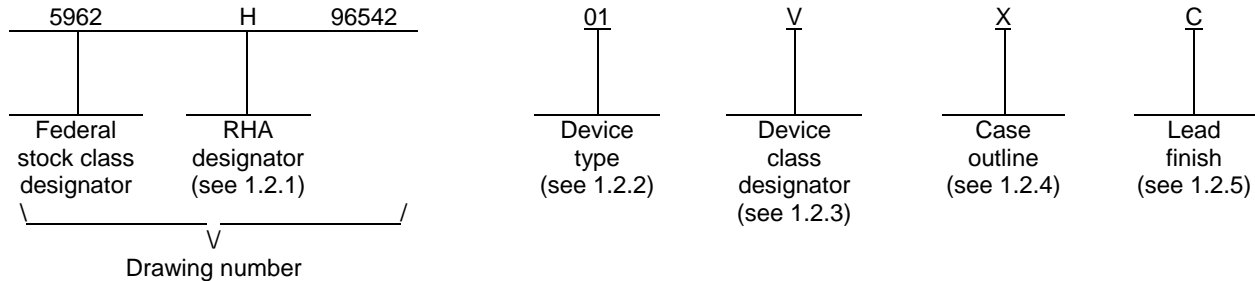 5962 H 96542 01 V X C
Federal stock class designator
RHA designator (see 1.2.1)
Device type (see 1.2.2)
Device class designator (see 1.2.3)
Case outline (see 1.2.4)
Lead finish (see 1.2.5)
Drawing number